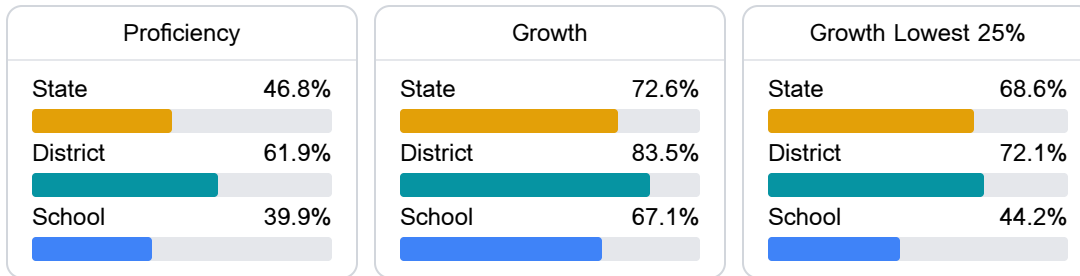 Proficiency
State 46.8%
District 61.9%
School 39.9%
Growth
State 72.6%
District 83.5%
School 67.1%
Growth Lowest 25%
State 68.6%
District 72.1%
School 44.2%